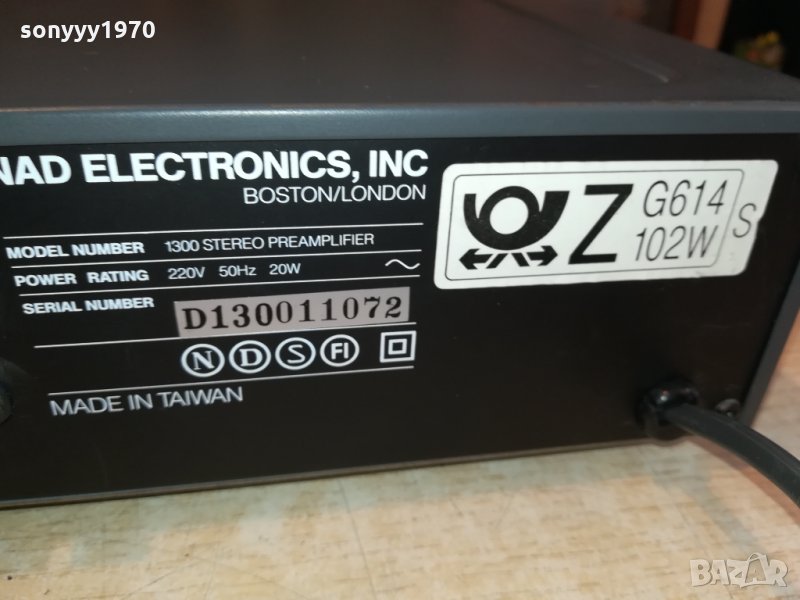 sonyyy1970
NAD ELECTRONICS, INC
BOSTON/LONDON
MODEL NUMBER 1300 STEREO PREAMPLIFIER
POWER RATING 220V 50Hz 20W
SERIAL NUMBER D130011072
N D S FI
MADE IN TAIWAN
Z G614
102W S
BAZAR